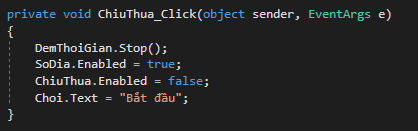 private void ChiuThua_Click(object sender, EventArgs e)
{
DemThoiGian.Stop();
SoDia.Enabled = true;
ChiuThua.Enabled = false;
Choi.Text = "Bắt đầu";
}